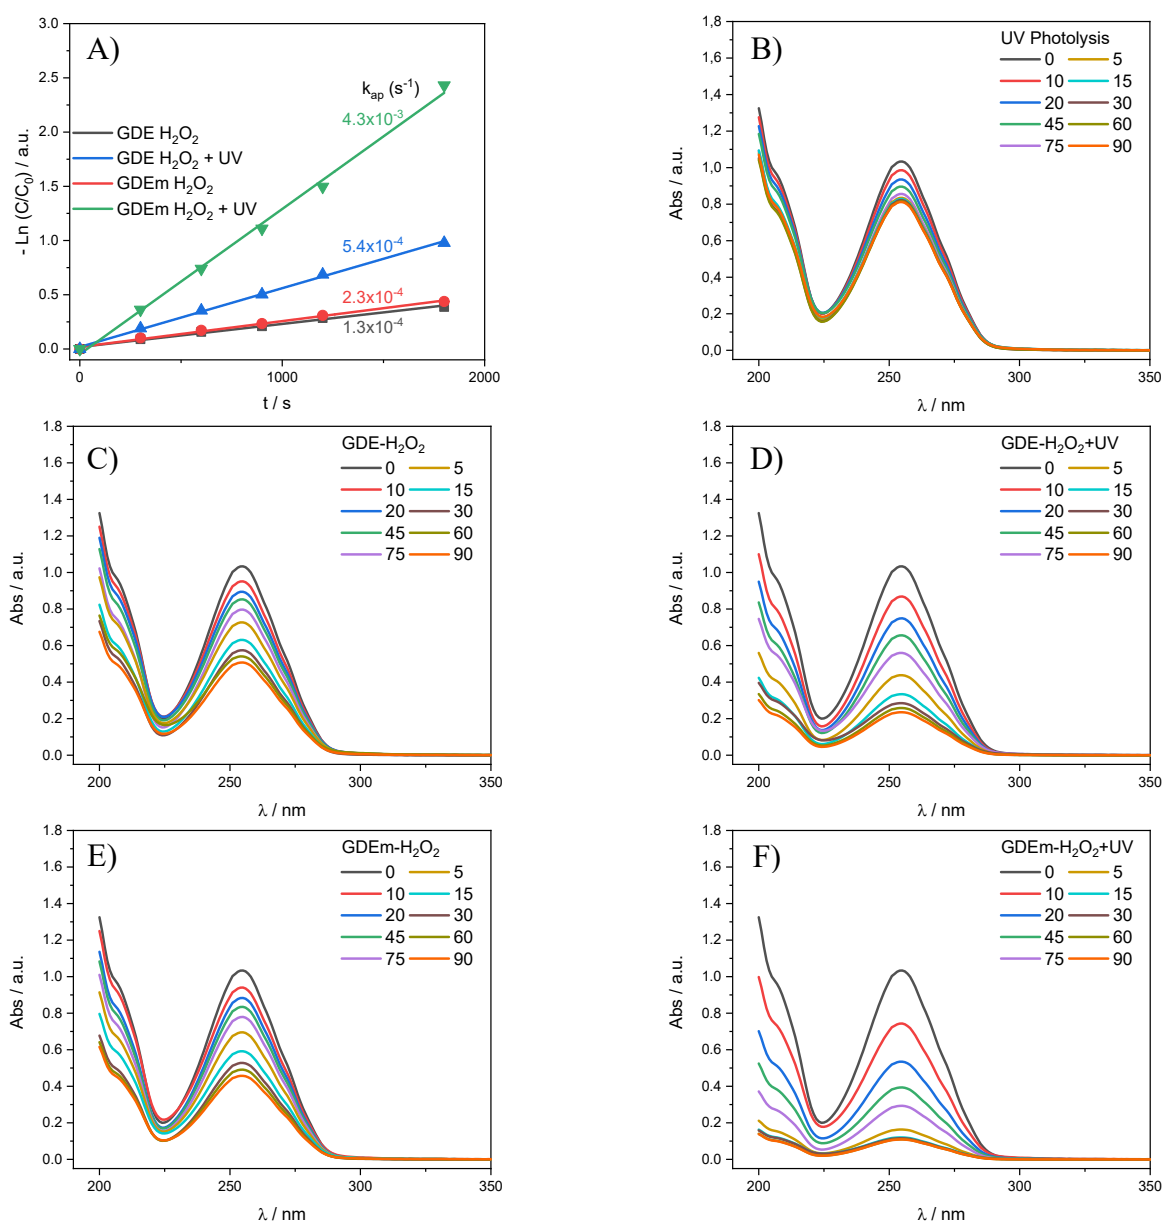 A)
k_ap (s⁻¹)
4.3x10⁻³
5.4x10⁻⁴
2.3x10⁻⁴
1.3x10⁻⁴
GDE H₂O₂
GDE H₂O₂ + UV
GDEm H₂O₂
GDEm H₂O₂ + UV
- Ln (C/C₀) / a.u.
3.0
2.5
2.0
1.5
1.0
0.5
0.0
0 1000 2000
t / s
B)
UV Photolysis
0 5
10 15
20 30
45 60
75 90
Abs / a.u.
1,8
1,6
1,4
1,2
1,0
0,8
0,6
0,4
0,2
0,0
200 250 300 350
λ / nm
C)
GDE-H₂O₂
0 5
10 15
20 30
45 60
75 90
Abs / a.u.
1.8
1.6
1.4
1.2
1.0
0.8
0.6
0.4
0.2
0.0
200 250 300 350
λ / nm
D)
GDE-H₂O₂+UV
0 5
10 15
20 30
45 60
75 90
Abs / a.u.
1.8
1.6
1.4
1.2
1.0
0.8
0.6
0.4
0.2
0.0
200 250 300 350
λ / nm
E)
GDEm-H₂O₂
0 5
10 15
20 30
45 60
75 90
Abs / a.u.
1.8
1.6
1.4
1.2
1.0
0.8
0.6
0.4
0.2
0.0
200 250 300 350
λ / nm
F)
GDEm-H₂O₂+UV
0 5
10 15
20 30
45 60
75 90
Abs / a.u.
1.8
1.6
1.4
1.2
1.0
0.8
0.6
0.4
0.2
0.0
200 250 300 350
λ / nm